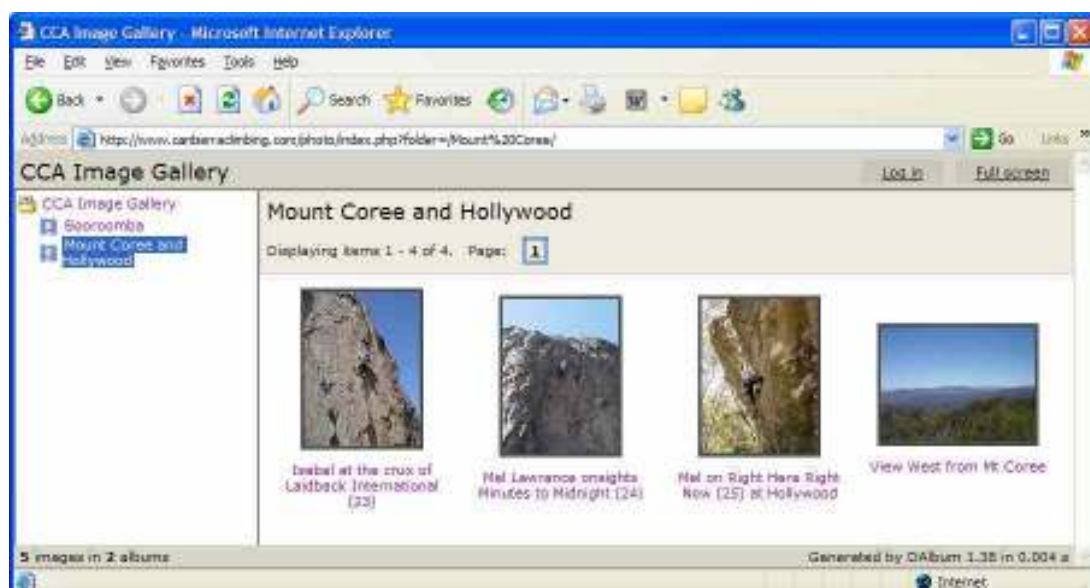 CCA Image Gallery - Microsoft Internet Explorer
File Edit View Favorites Tools Help
Back Search Favorites
Address http://www.canberraclimbing.com/photo/index.php?folder=/Mount%20Coree/ Go Links »
CCA Image Gallery Log in Full screen
CCA Image Gallery
Booroomba
Mount Coree and
Hollywood
Mount Coree and Hollywood
Displaying items 1 - 4 of 4. Page: 1
Isabel at the crux of
Laidback International
(23)
Mel Lawrance onsights
Minutes to Midnight (24)
Mel on Right Here Right
Now (25) at Hollywood
View West from Mt Coree
5 images in 2 albums
Generated by DAlbum 1.38 in 0.004 s
Internet